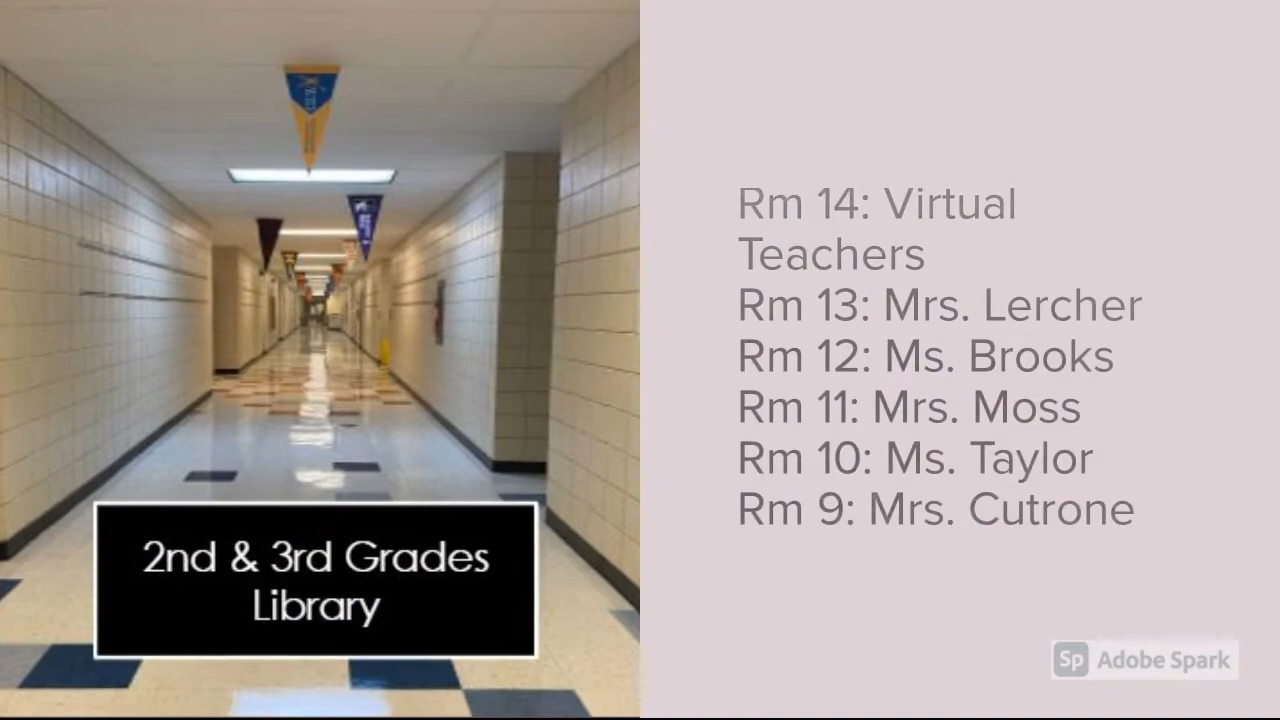 2nd & 3rd Grades
Library
Rm 14: Virtual
Teachers
Rm 13: Mrs. Lercher
Rm 12: Ms. Brooks
Rm 11: Mrs. Moss
Rm 10: Ms. Taylor
Rm 9: Mrs. Cutrone
Sp Adobe Spark